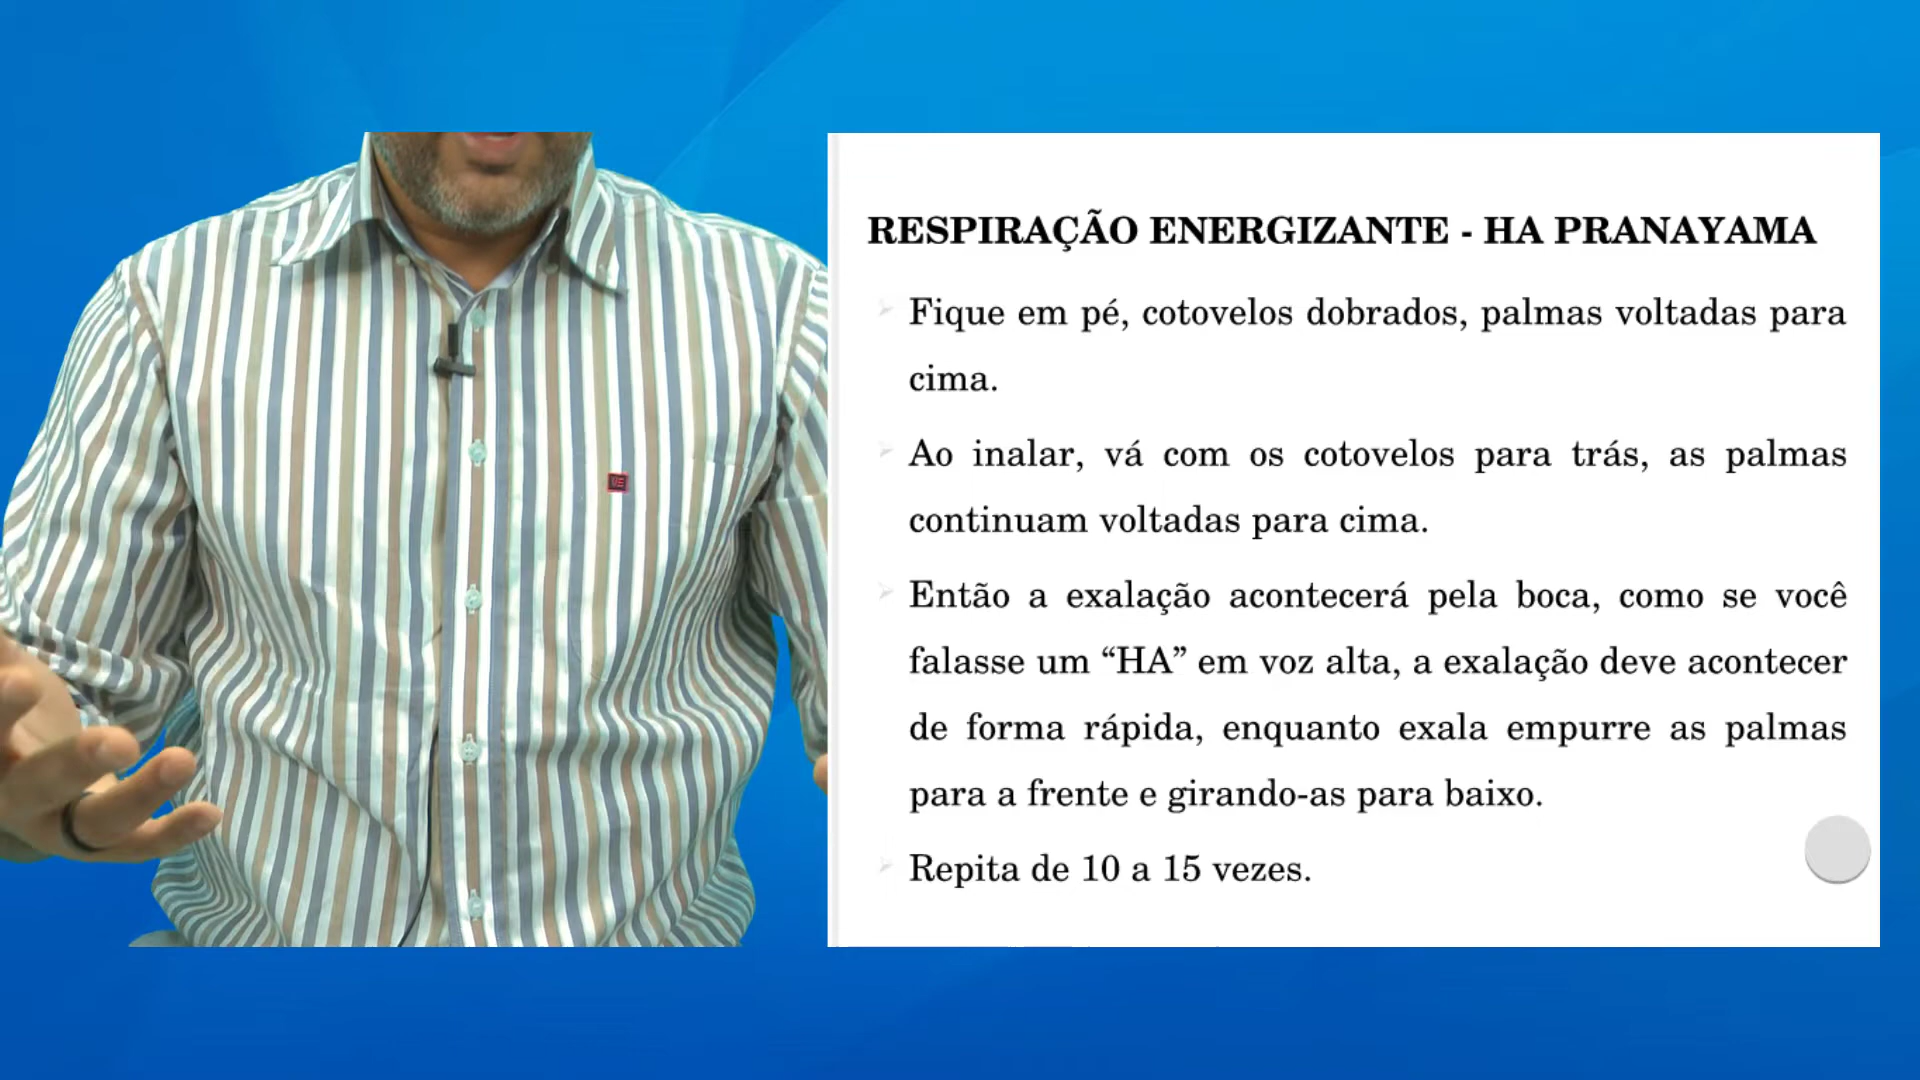 RESPIRAÇÃO ENERGIZANTE - HA PRANAYAMA
Fique em pé, cotovelos dobrados, palmas voltadas para
cima.
Ao inalar, vá com os cotovelos para trás, as palmas
continuam voltadas para cima.
Então a exalação acontecerá pela boca, como se você
falasse um “HA” em voz alta, a exalação deve acontecer
de forma rápida, enquanto exala empurre as palmas
para a frente e girando-as para baixo.
Repita de 10 a 15 vezes.